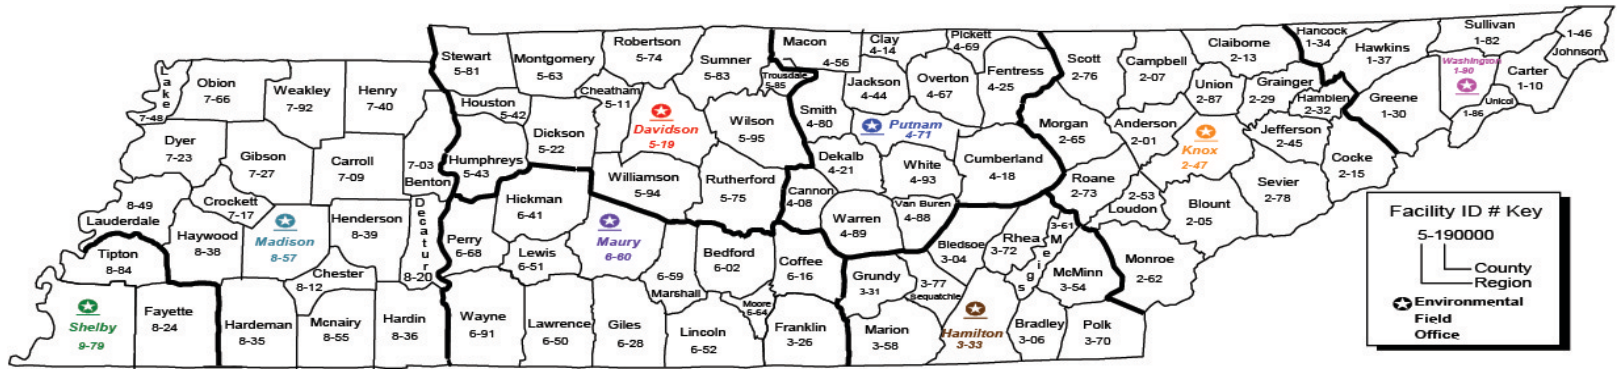 Lake
7-48
Obion
7-66
Weakley
7-92
Henry
7-40
Dyer
7-23
Gibson
7-27
Carroll
7-09
7-03
Benton
Crockett
7-17
8-49
Lauderdale
Tipton
8-84
Haywood
8-38
Madison
8-57
Henderson
8-39
Decatur
8-20
Chester
8-12
Shelby
9-79
Fayette
8-24
Hardeman
8-35
Mcnairy
8-55
Hardin
8-36
Stewart
5-81
Montgomery
5-63
Robertson
5-74
Sumner
5-83
Trousdale
5-85
Houston
5-42
Cheatham
5-11
Dickson
5-22
Davidson
5-19
Wilson
5-95
Humphreys
5-43
Williamson
5-94
Rutherford
5-75
Hickman
6-41
Perry
6-68
Lewis
6-51
Maury
6-60
6-59
Marshall
Bedford
6-02
Coffee
6-16
Moore
6-64
Wayne
6-91
Lawrence
6-50
Giles
6-28
Lincoln
6-52
Franklin
3-26
Macon
4-56
Clay
4-14
Pickett
4-69
Jackson
4-44
Overton
4-67
Fentress
4-25
Smith
4-80
Putnam
4-71
Dekalb
4-21
White
4-93
Cumberland
4-18
Cannon
4-08
Warren
4-89
Van Buren
4-88
Grundy
3-31
3-77
Sequatchie
Bledsoe
3-04
Rhea
3-72
3-61
Meigs
McMinn
3-54
Marion
3-58
Hamilton
3-33
Bradley
3-06
Polk
3-70
Scott
2-76
Campbell
2-07
Claiborne
2-13
Union
2-87
Grainger
2-29
Hamblen
2-32
Morgan
2-65
Anderson
2-01
Knox
2-47
Jefferson
2-45
Cocke
2-15
Roane
2-73
2-53
Loudon
Blount
2-05
Sevier
2-78
Monroe
2-62
Hancock
1-34
Hawkins
1-37
Sullivan
1-82
1-46
Johnson
Washington
1-90
Carter
1-10
Greene
1-30
Unicoi
1-86
Facility ID # Key
5-190000
County
Region
Environmental
Field
Office